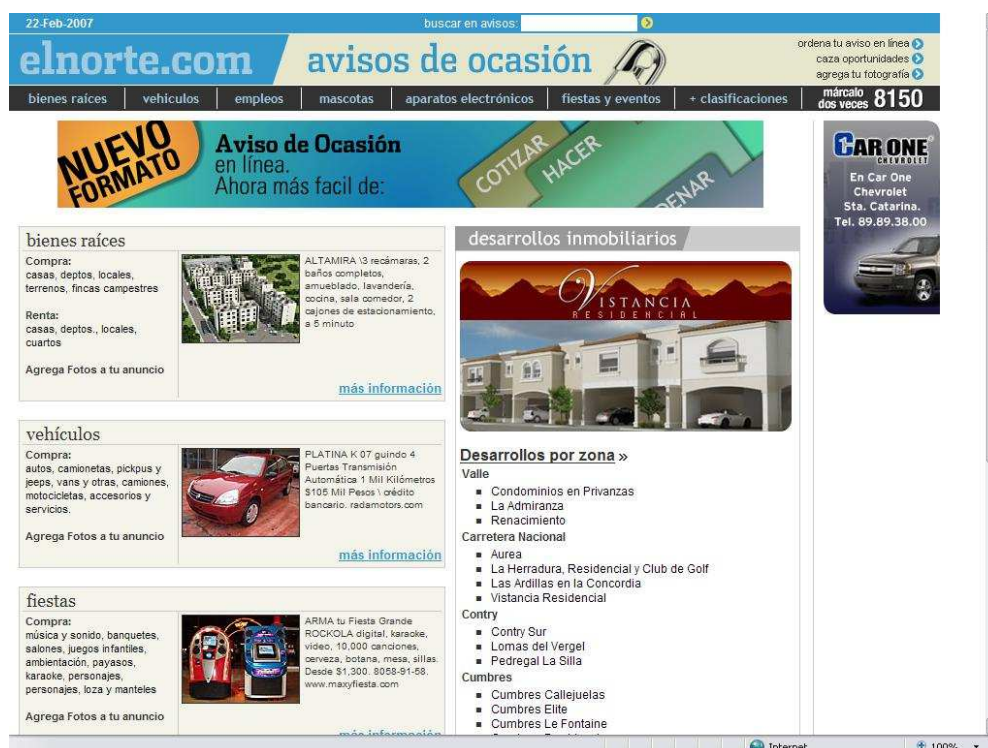 22-Feb-2007
buscar en avisos:
elnorte.com
avisos de ocasión
ordena tu aviso en línea
caza oportunidades
agrega tu fotografía
bienes raíces
vehiculos
empleos
mascotas
aparatos electrónicos
fiestas y eventos
+ clasificaciones
márcalo
dos veces 8150
NUEVO
FORMATO
Aviso de Ocasión
en línea.
Ahora más facil de:
COTIZAR
HACER
CAR ONE
CHEVROLET
En Car One
Chevrolet
Sta. Catarina.
Tel. 89.89.38.00
bienes raíces
Compra:
casas, deptos, locales,
terrenos, fincas campestres
Renta:
casas, deptos., locales,
cuartos
Agrega Fotos a tu anuncio
ALTAMIRA \3 recámaras, 2
baños completos,
amueblado, lavandería,
cocina, sala comedor, 2
cajones de estacionamiento,
a 5 minuto
más información
vehículos
Compra:
autos, camionetas, pickpus y
jeeps, vans y otras, camiones,
motocicletas, accesorios y
servicios.
Agrega Fotos a tu anuncio
PLATINA K 07 guindo 4
Puertas Transmisión
Automática 1 Mil Kilómetros
$105 Mil Pesos \ crédito
bancario. radamotors.com
más información
fiestas
Compra:
música y sonido, banquetes,
salones, juegos infantiles,
ambientación, payasos,
karaoke, personajes,
personajes, loza y manteles
Agrega Fotos a tu anuncio
ARMA tu Fiesta Grande
ROCKOLA digital, karaoke,
video, 10,000 canciones,
cerveza, botana, mesa, sillas.
Desde $1,300. 8058-91-58.
www.maxyfiesta.com
más información
desarrollos inmobiliarios
VISTANCIA
RESIDENCIAL
Desarrollos por zona »
Valle
Condominios en Privanzas
La Admiranza
Renacimiento
Carretera Nacional
Aurea
La Herradura, Residencial y Club de Golf
Las Ardillas en la Concordia
Vistancia Residencial
Contry
Contry Sur
Lomas del Vergel
Pedregal La Silla
Cumbres
Cumbres Callejuelas
Cumbres Elite
Cumbres Le Fontaine
Internet
100%